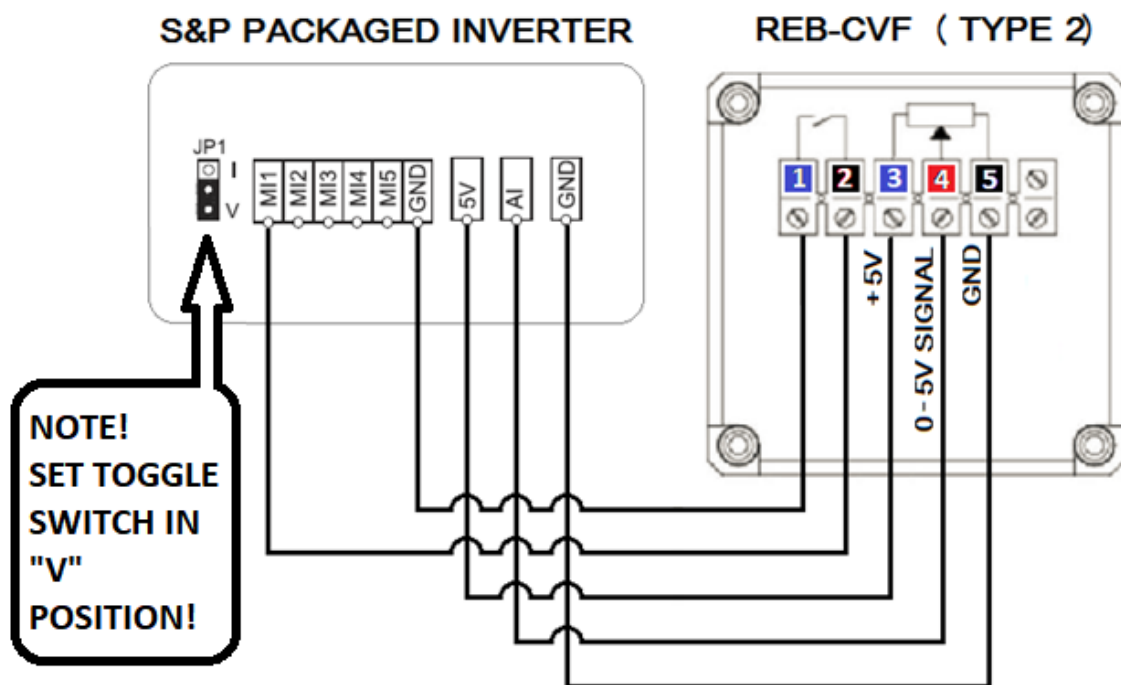 S&P PACKAGED INVERTER
REB-CVF ( TYPE 2)
JP1
I
V
MI1
MI2
MI3
MI4
MI5
GND
5V
AI
GND
1
2
3
4
5
+5V
0-5V SIGNAL
GND
NOTE!
SET TOGGLE
SWITCH IN
"V"
POSITION!